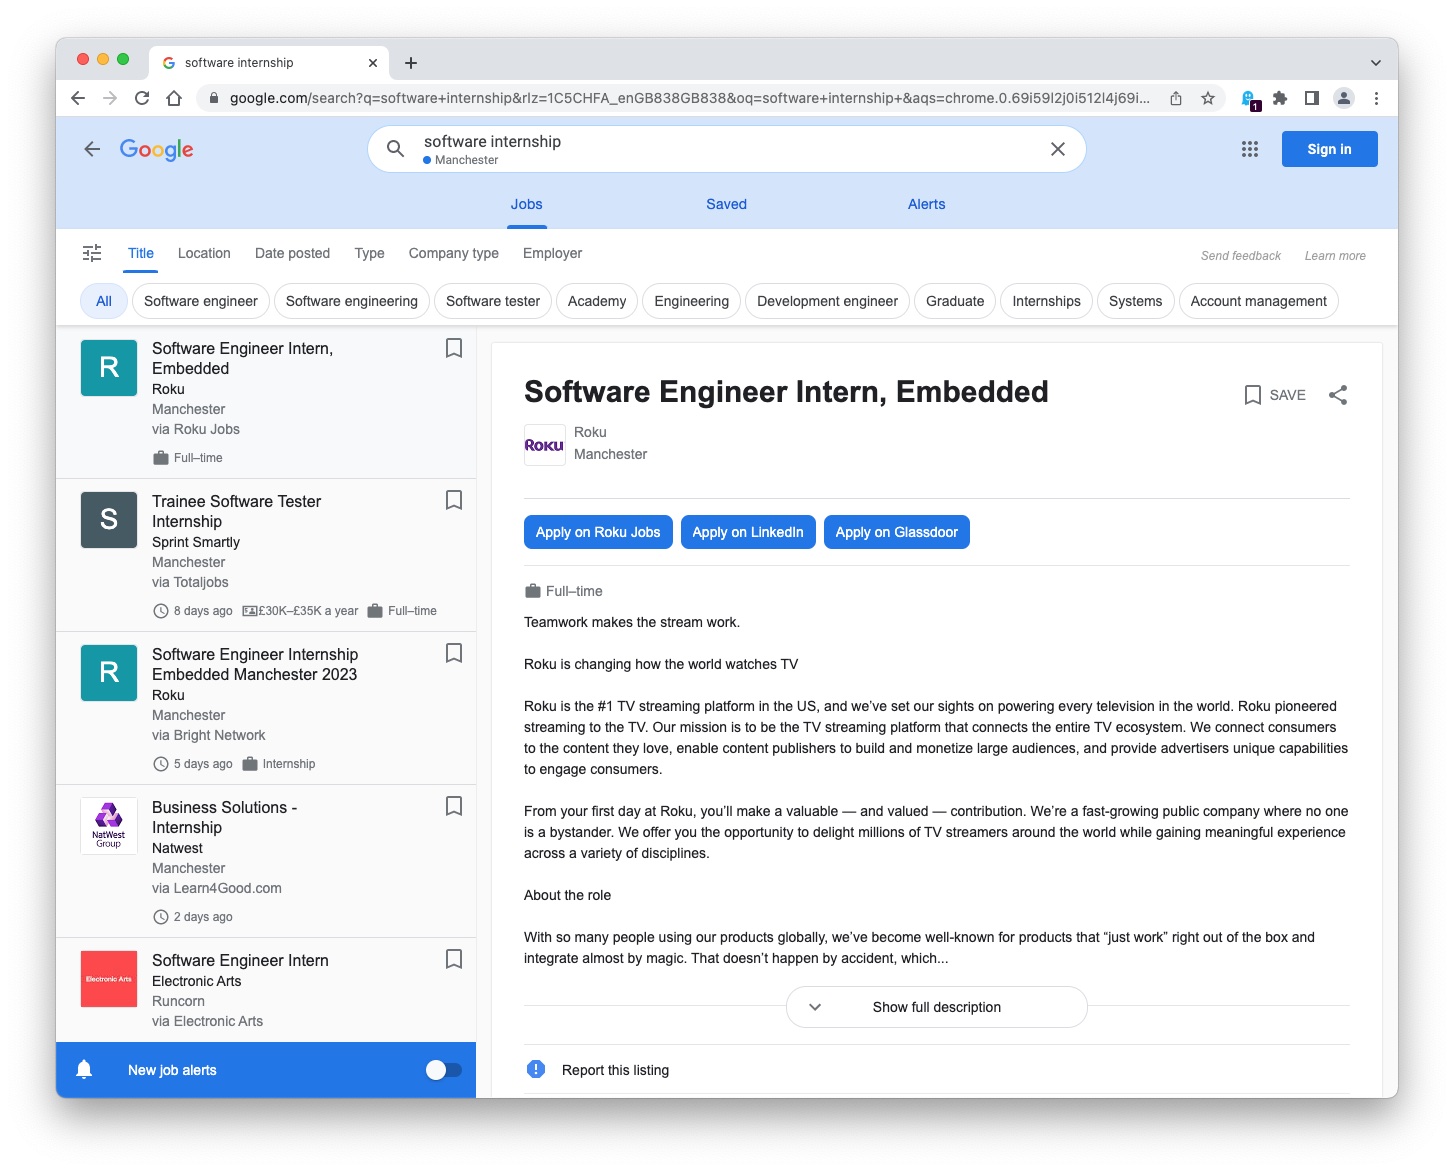 software internship
google.com/search?q=software+internship&rlz=1C5CHFA_enGB838GB838&oq=software+internship+&aqs=chrome.0.69i59l2j0i512l4j69i...
1
Google
software internship
Manchester
Sign in
Jobs
Saved
Alerts
Title
Location
Date posted
Type
Company type
Employer
Send feedback
Learn more
All
Software engineer
Software engineering
Software tester
Academy
Engineering
Development engineer
Graduate
Internships
Systems
Account management
R
Software Engineer Intern,
Embedded
Roku
Manchester
via Roku Jobs
Full–time
S
Trainee Software Tester
Internship
Sprint Smartly
Manchester
via Totaljobs
8 days ago
£30K–£35K a year
Full–time
R
Software Engineer Internship
Embedded Manchester 2023
Roku
Manchester
via Bright Network
5 days ago
Internship
NatWest
Group
Business Solutions -
Internship
Natwest
Manchester
via Learn4Good.com
2 days ago
Electronic Arts
Software Engineer Intern
Electronic Arts
Runcorn
via Electronic Arts
New job alerts
Software Engineer Intern, Embedded
SAVE
ROKU
Roku
Manchester
Apply on Roku Jobs
Apply on LinkedIn
Apply on Glassdoor
Full–time
Teamwork makes the stream work.
Roku is changing how the world watches TV
Roku is the #1 TV streaming platform in the US, and we’ve set our sights on powering every television in the world. Roku pioneered
streaming to the TV. Our mission is to be the TV streaming platform that connects the entire TV ecosystem. We connect consumers
to the content they love, enable content publishers to build and monetize large audiences, and provide advertisers unique capabilities
to engage consumers.
From your first day at Roku, you’ll make a valuable — and valued — contribution. We’re a fast-growing public company where no one
is a bystander. We offer you the opportunity to delight millions of TV streamers around the world while gaining meaningful experience
across a variety of disciplines.
About the role
With so many people using our products globally, we’ve become well-known for products that “just work” right out of the box and
integrate almost by magic. That doesn’t happen by accident, which...
Show full description
Report this listing